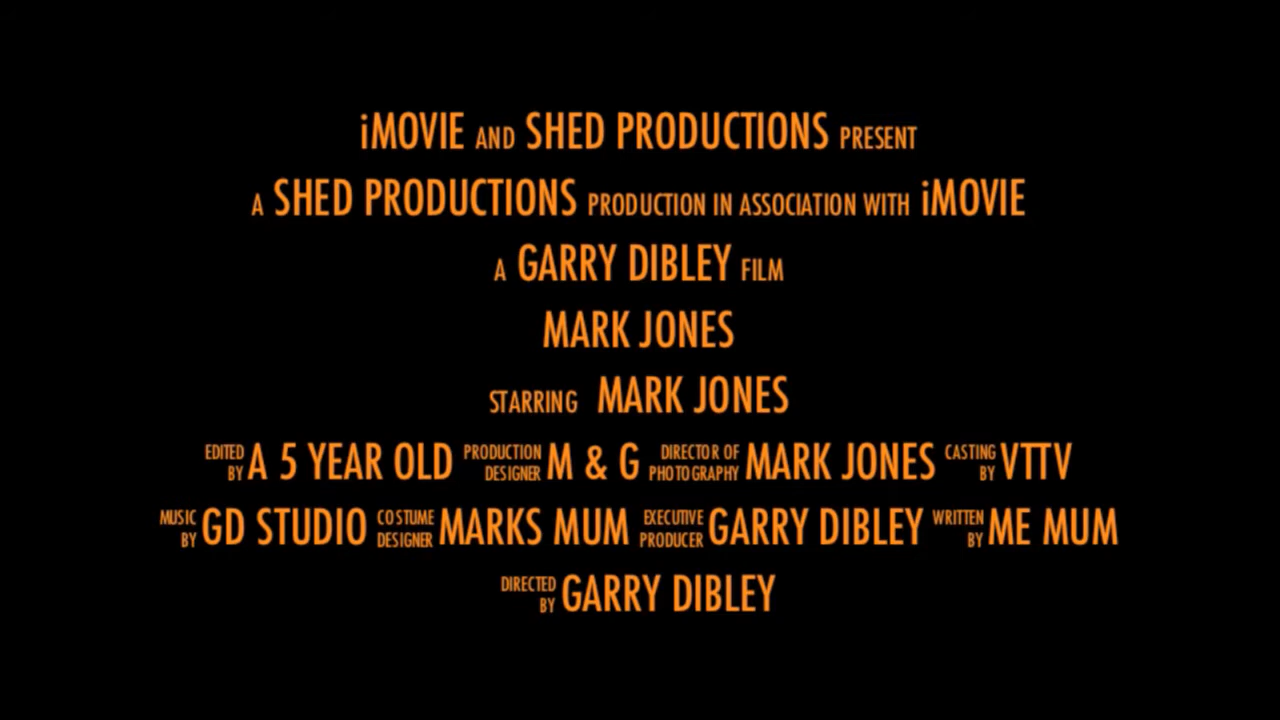 iMOVIE AND SHED PRODUCTIONS PRESENT
A SHED PRODUCTIONS PRODUCTION IN ASSOCIATION WITH iMOVIE
A GARRY DIBLEY FILM
MARK JONES
STARRING MARK JONES
EDITED BY A 5 YEAR OLD PRODUCTION DESIGNER M & G DIRECTOR OF PHOTOGRAPHY MARK JONES CASTING BY VTTV
MUSIC BY GD STUDIO COSTUME DESIGNER MARKS MUM EXECUTIVE PRODUCER GARRY DIBLEY WRITTEN BY ME MUM
DIRECTED BY GARRY DIBLEY